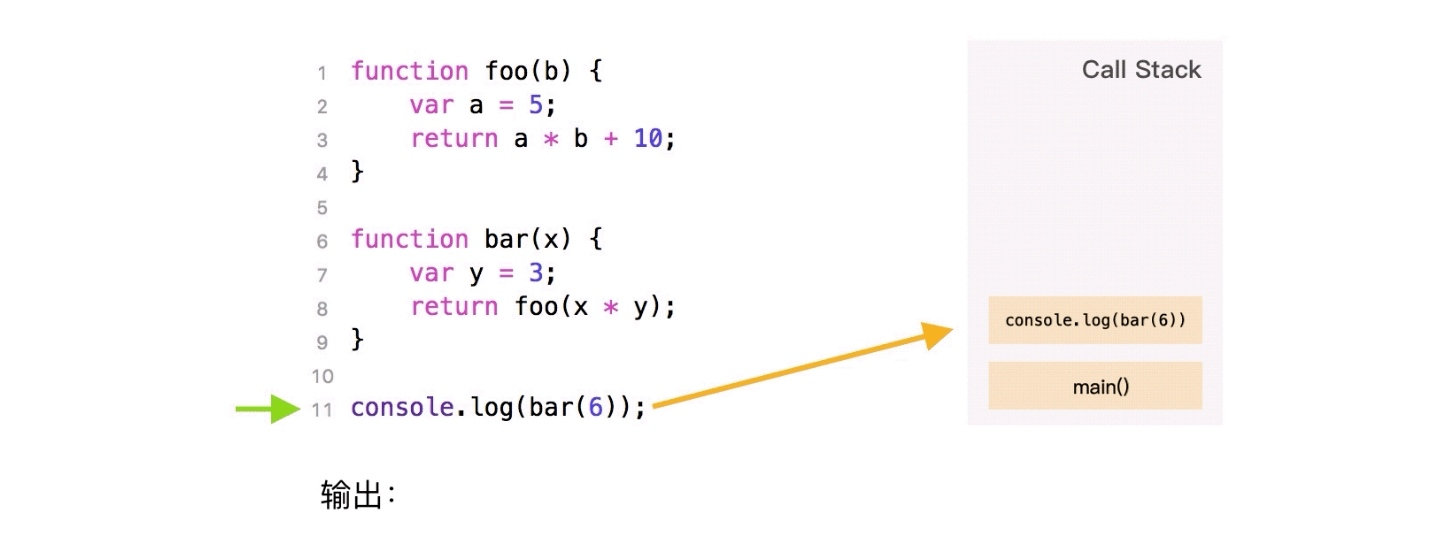 1 function foo(b) {
2     var a = 5;
3     return a * b + 10;
4 }
5
6 function bar(x) {
7     var y = 3;
8     return foo(x * y);
9 }
10
11 console.log(bar(6));
输出：
Call Stack
console.log(bar(6))
main()